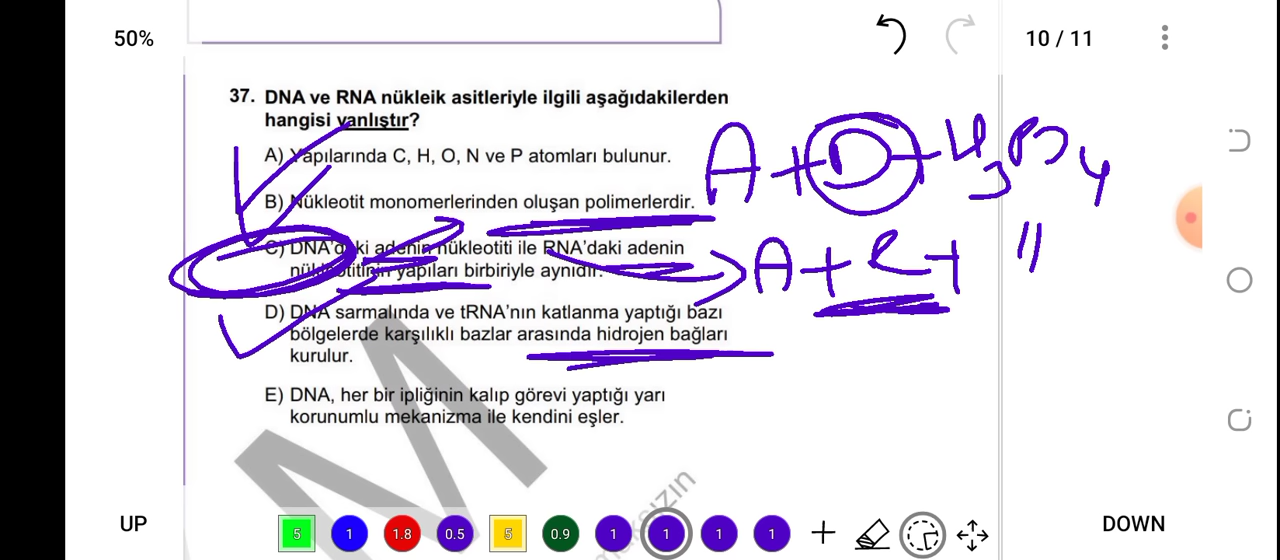 50%
10 / 11
37. DNA ve RNA nükleik asitleriyle ilgili aşağıdakilerden
hangisi yanlıştır?
A) Yapılarında C, H, O, N ve P atomları bulunur.
B) Nükleotit monomerlerinden oluşan polimerlerdir.
C) DNA'daki adenin nükleotiti ile RNA'daki adenin
nükleotitinin yapıları birbiriyle aynıdır.
D) DNA sarmalında ve tRNA'nın katlanma yaptığı bazı
bölgelerde karşılıklı bazlar arasında hidrojen bağları
kurulur.
E) DNA, her bir ipliğinin kalıp görevi yaptığı yarı
korunumlu mekanizma ile kendini eşler.
A + D + H3PO4
A + R + "
M
UP
5 1 1.8 0.5 5 0.9 1 1 1 1
DOWN